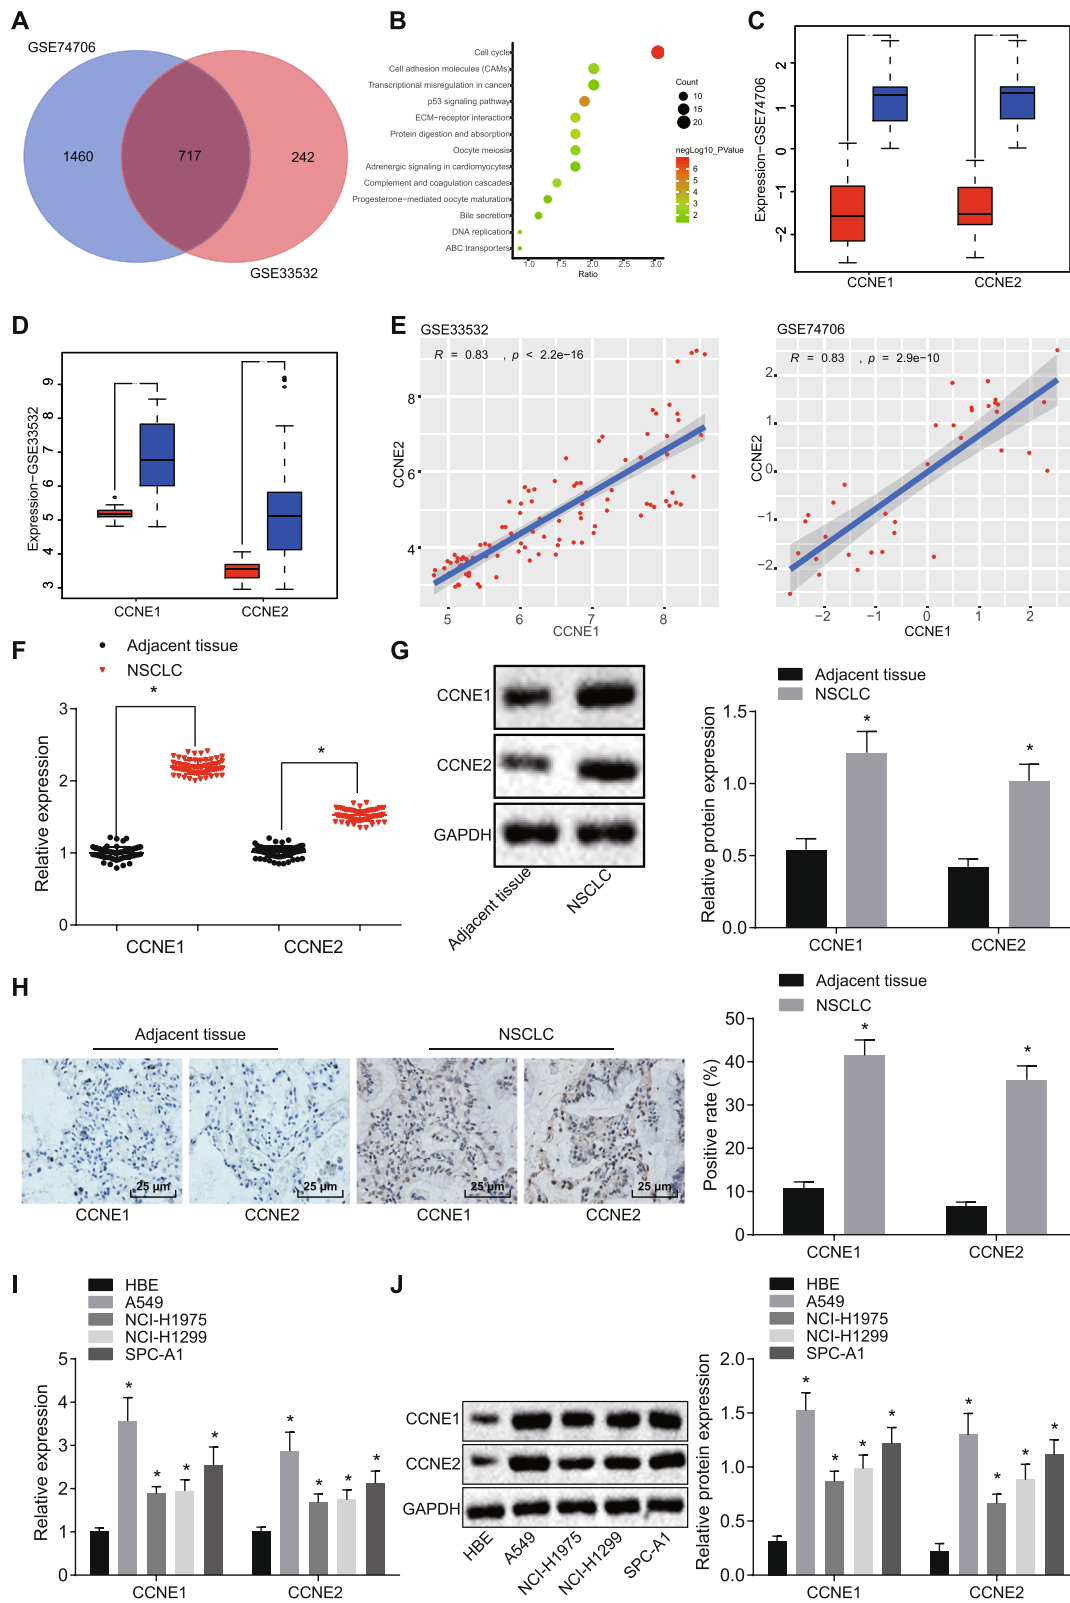 A
GSE74706
1460
717
242
GSE33532
B
Cell cycle
Cell adhesion molecules (CAMs)
Transcriptional misregulation in cancer
p53 signaling pathway
ECM−receptor interaction
Protein digestion and absorption
Oocyte meiosis
Adrenergic signaling in cardiomyocytes
Complement and coagulation cascades
Progesterone−mediated oocyte maturation
Bile secretion
DNA replication
ABC transporters
1.0 1.5 2.0 2.5 3.0
Ratio
Count
10
15
20
negLog10_PValue
6
5
4
3
2
C
Expression−GSE74706
2
1
0
−1
−2
CCNE1 CCNE2
D
Expression−GSE33532
9
8
7
6
5
4
3
CCNE1 CCNE2
E
GSE33532
R = 0.83 , p < 2.2e−16
CCNE2
8
6
4
5 6 7 8
CCNE1
GSE74706
R = 0.83 , p = 2.9e−10
CCNE2
2
1
0
−1
−2
−2 −1 0 1 2
CCNE1
F
Adjacent tissue
NSCLC
Relative expression
3
2
1
0
* *
CCNE1 CCNE2
G
CCNE1
CCNE2
GAPDH
Adjacent tissue NSCLC
Adjacent tissue
NSCLC
Relative protein expression
1.5
1.0
0.5
0.0
* *
CCNE1 CCNE2
H
Adjacent tissue NSCLC
25 μm 25 μm 25 μm 25 μm
CCNE1 CCNE2 CCNE1 CCNE2
Adjacent tissue
NSCLC
Positive rate (%)
50
40
30
20
10
0
* *
CCNE1 CCNE2
I
HBE
A549
NCI-H1975
NCI-H1299
SPC-A1
Relative expression
5
4
3
2
1
0
* * * * * * * *
CCNE1 CCNE2
J
CCNE1
CCNE2
GAPDH
HBE A549 NCI-H1975 NCI-H1299 SPC-A1
HBE
A549
NCI-H1975
NCI-H1299
SPC-A1
Relative protein expression
2.0
1.5
1.0
0.5
0.0
* * * * * * * *
CCNE1 CCNE2